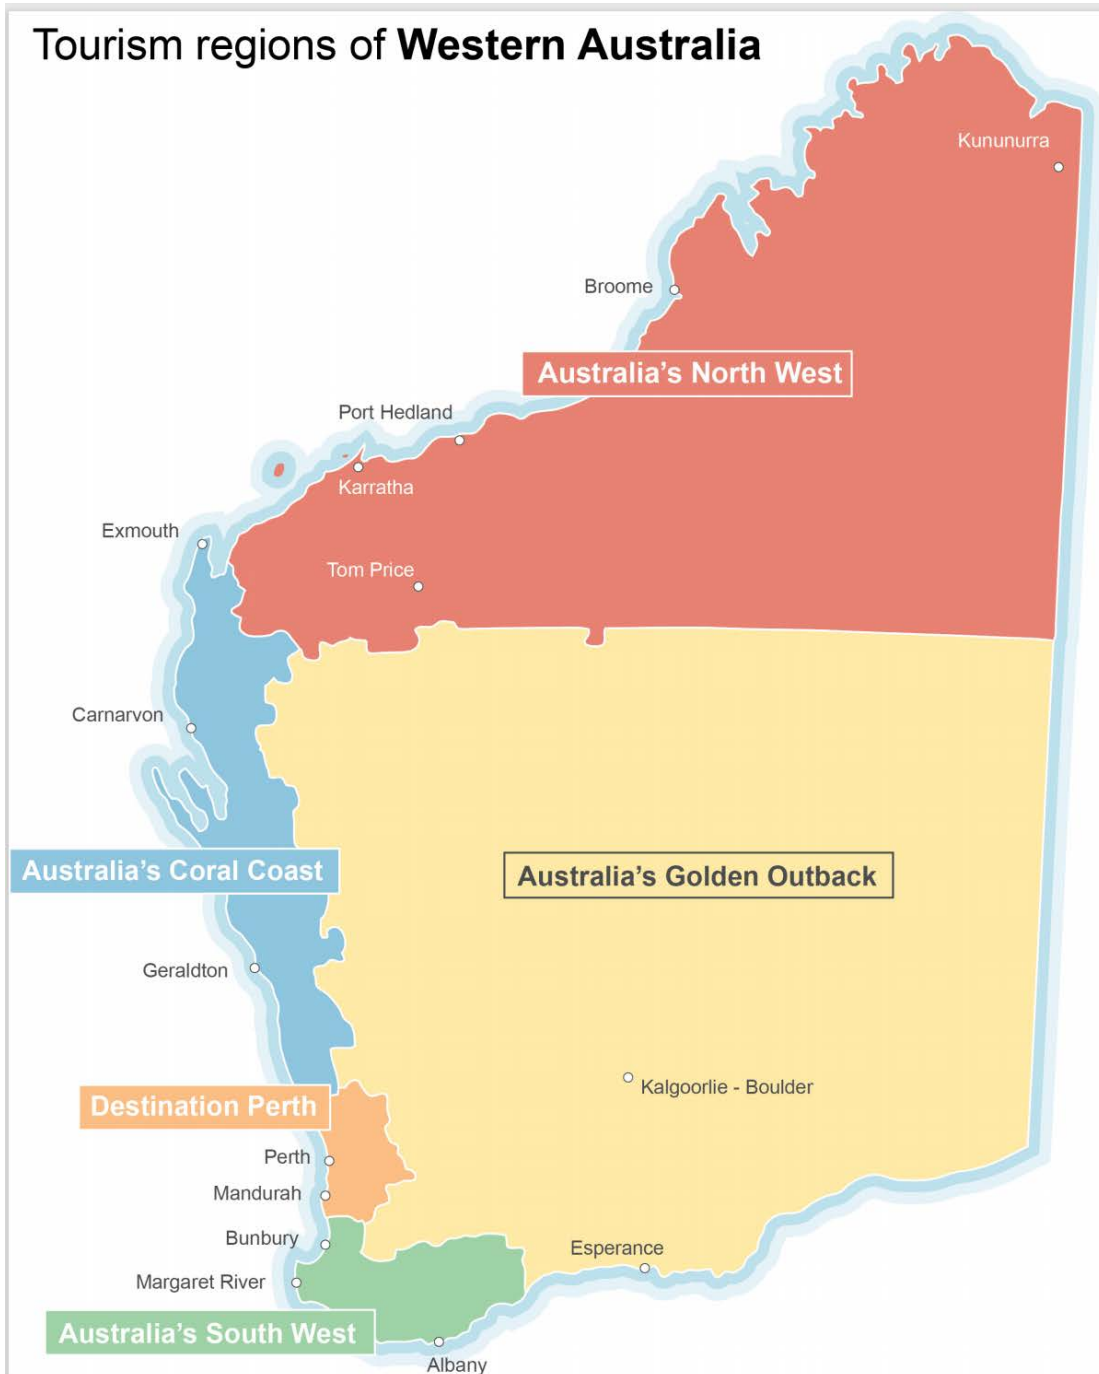 Tourism regions of Western Australia
Kununurra
Broome
Australia's North West
Port Hedland
Karratha
Exmouth
Tom Price
Carnarvon
Australia's Coral Coast
Australia's Golden Outback
Geraldton
Kalgoorlie - Boulder
Destination Perth
Perth
Mandurah
Bunbury
Esperance
Margaret River
Australia's South West
Albany